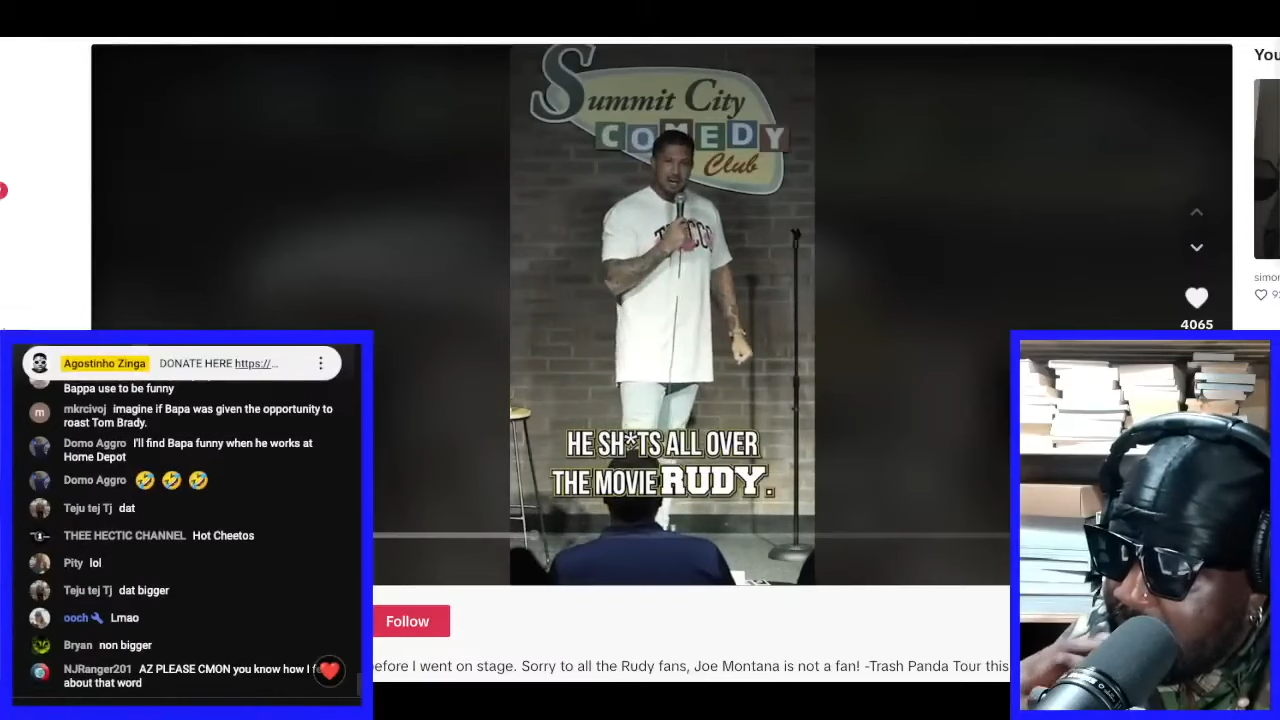 You
Summit City
COMEDY
Club
HE SH*TS ALL OVER
THE MOVIE RUDY.
4065
simon
Agostinho Zinga DONATE HERE https://...
Bappa use to be funny
mkrcivoj imagine if Bapa was given the opportunity to
roast Tom Brady.
Domo Aggro I'll find Bapa funny when he works at
Home Depot
Domo Aggro 🤣 🤣 🤣
Teju tej Tj dat
THEE HECTIC CHANNEL Hot Cheetos
Pity lol
Teju tej Tj dat bigger
ooch Lmao
Bryan non bigger
NJRanger201 AZ PLEASE CMON you know how I
about that word
Follow
before I went on stage. Sorry to all the Rudy fans, Joe Montana is not a fan! -Trash Panda Tour this